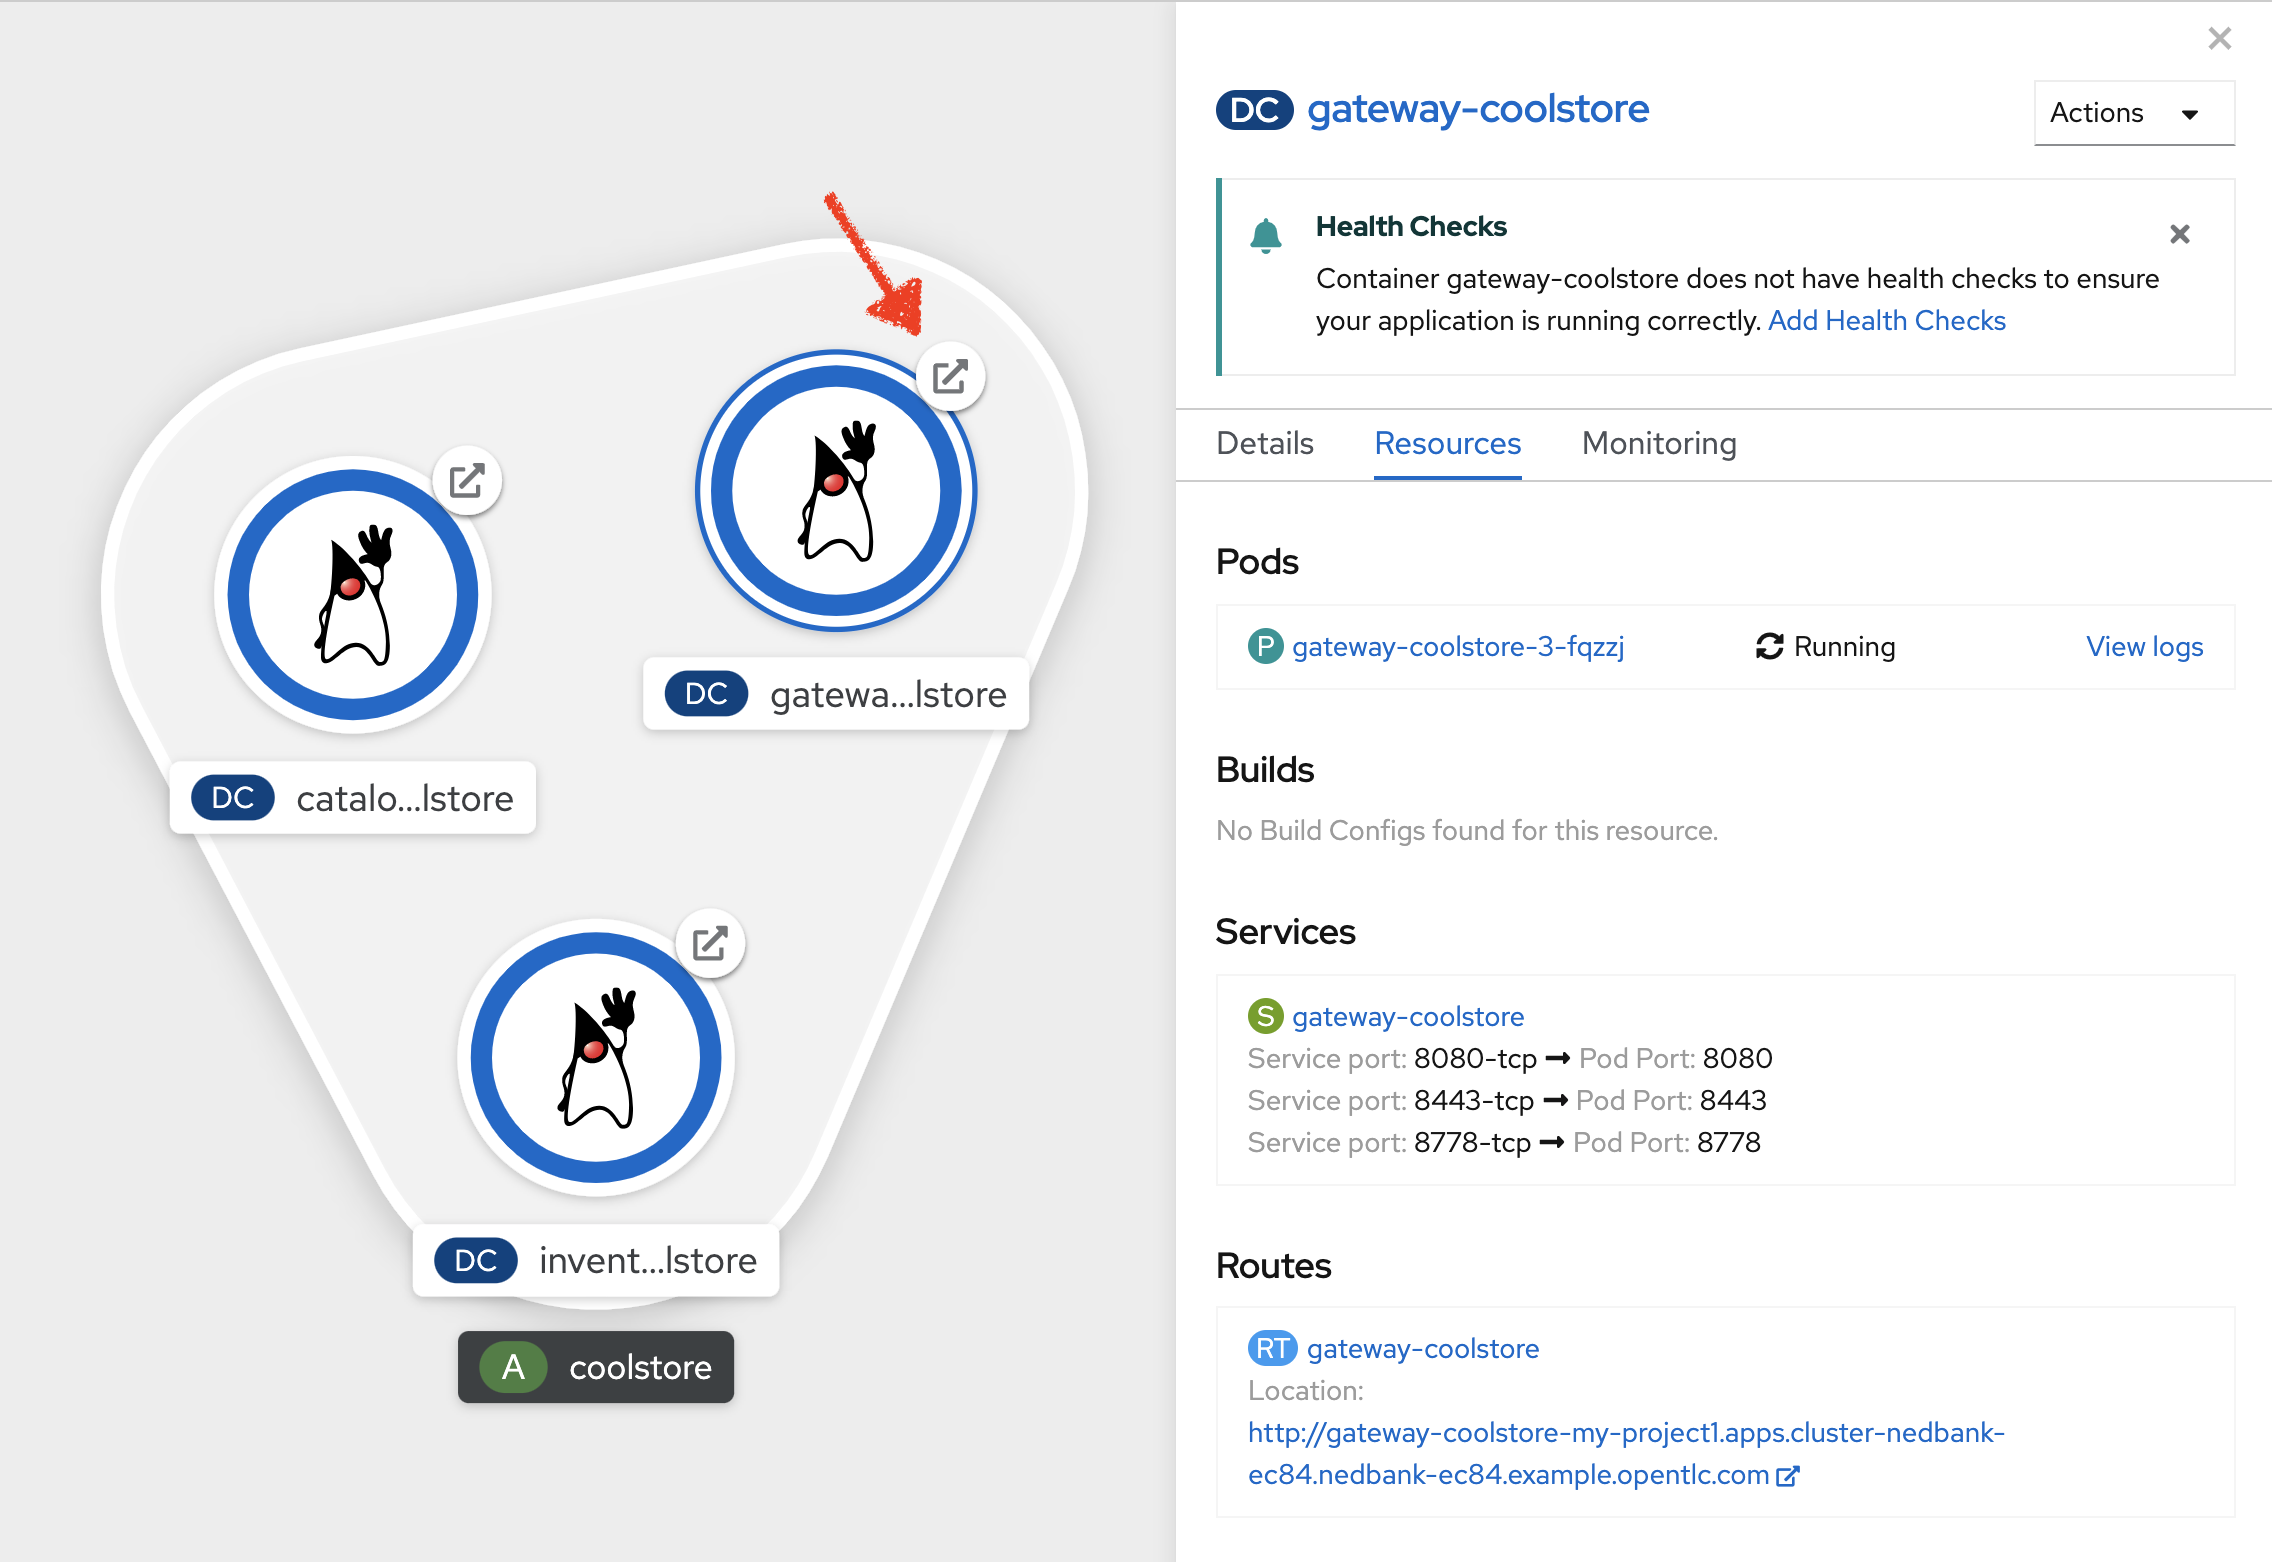 DC catalo...lstore
DC gatewa...lstore
DC invent...lstore
A coolstore
DC gateway-coolstore
Actions
Health Checks
Container gateway-coolstore does not have health checks to ensure
your application is running correctly. Add Health Checks
Details Resources Monitoring
Pods
P gateway-coolstore-3-fqzzj Running View logs
Builds
No Build Configs found for this resource.
Services
S gateway-coolstore
Service port: 8080-tcp → Pod Port: 8080
Service port: 8443-tcp → Pod Port: 8443
Service port: 8778-tcp → Pod Port: 8778
Routes
RT gateway-coolstore
Location:
http://gateway-coolstore-my-project1.apps.cluster-nedbank-
ec84.nedbank-ec84.example.opentlc.com